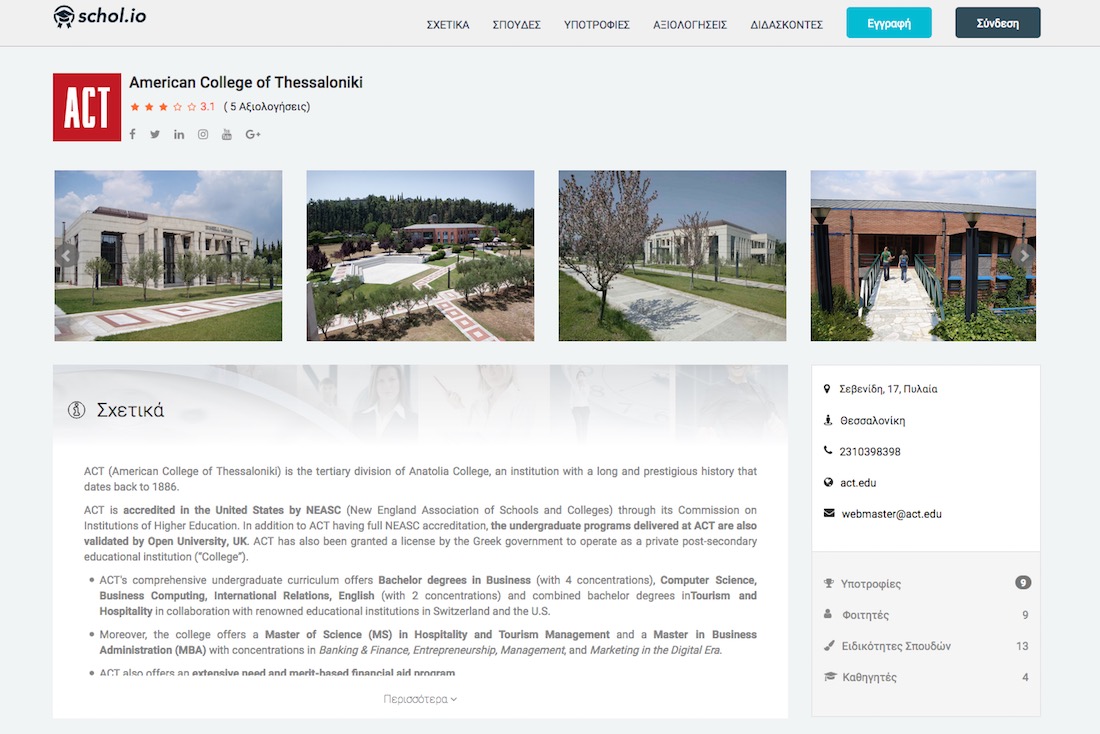 schol.io
ΣΧΕΤΙΚΑ ΣΠΟΥΔΕΣ ΥΠΟΤΡΟΦΙΕΣ ΑΞΙΟΛΟΓΗΣΕΙΣ ΔΙΔΑΣΚΟΝΤΕΣ Εγγραφή Σύνδεση
ACT
American College of Thessaloniki
3.1 ( 5 Αξιολογήσεις)
Σχετικά
ACT (American College of Thessaloniki) is the tertiary division of Anatolia College, an institution with a long and prestigious history that
dates back to 1886.
ACT is accredited in the United States by NEASC (New England Association of Schools and Colleges) through its Commission on
Institutions of Higher Education. In addition to ACT having full NEASC accreditation, the undergraduate programs delivered at ACT are also
validated by Open University, UK. ACT has also been granted a license by the Greek government to operate as a private post-secondary
educational institution (“College”).
• ACT's comprehensive undergraduate curriculum offers Bachelor degrees in Business (with 4 concentrations), Computer Science,
Business Computing, International Relations, English (with 2 concentrations) and combined bachelor degrees inTourism and
Hospitality in collaboration with renowned educational institutions in Switzerland and the U.S.
• Moreover, the college offers a Master of Science (MS) in Hospitality and Tourism Management and a Master in Business
Administration (MBA) with concentrations in Banking & Finance, Entrepreneurship, Management, and Marketing in the Digital Era.
• ACT also offers an extensive need and merit-based financial aid program
Περισσότερα
Σεβενίδη, 17, Πυλαία
Θεσσαλονίκη
2310398398
act.edu
webmaster@act.edu
Υποτροφίες 9
Φοιτητές 9
Ειδικότητες Σπουδών 13
Καθηγητές 4